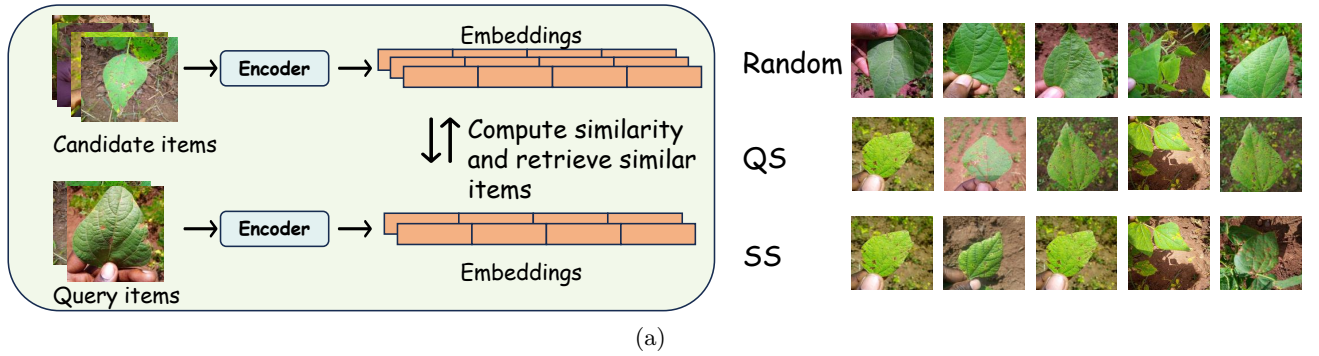 Encoder
Embeddings
Candidate items
Compute similarity
and retrieve similar
items
Encoder
Embeddings
Query items
Random
QS
SS
(a)